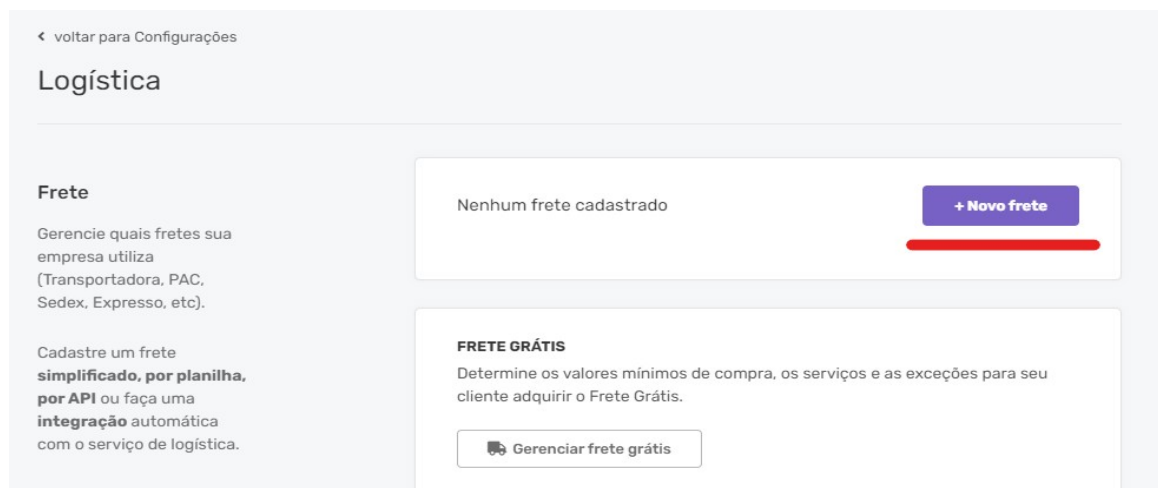 voltar para Configurações
Logística
Frete
Gerencie quais fretes sua
empresa utiliza
(Transportadora, PAC,
Sedex, Expresso, etc).
Cadastre um frete
simplificado, por planilha,
por API ou faça uma
integração automática
com o serviço de logística.
Nenhum frete cadastrado
+ Novo frete
FRETE GRÁTIS
Determine os valores mínimos de compra, os serviços e as exceções para seu
cliente adquirir o Frete Grátis.
Gerenciar frete grátis